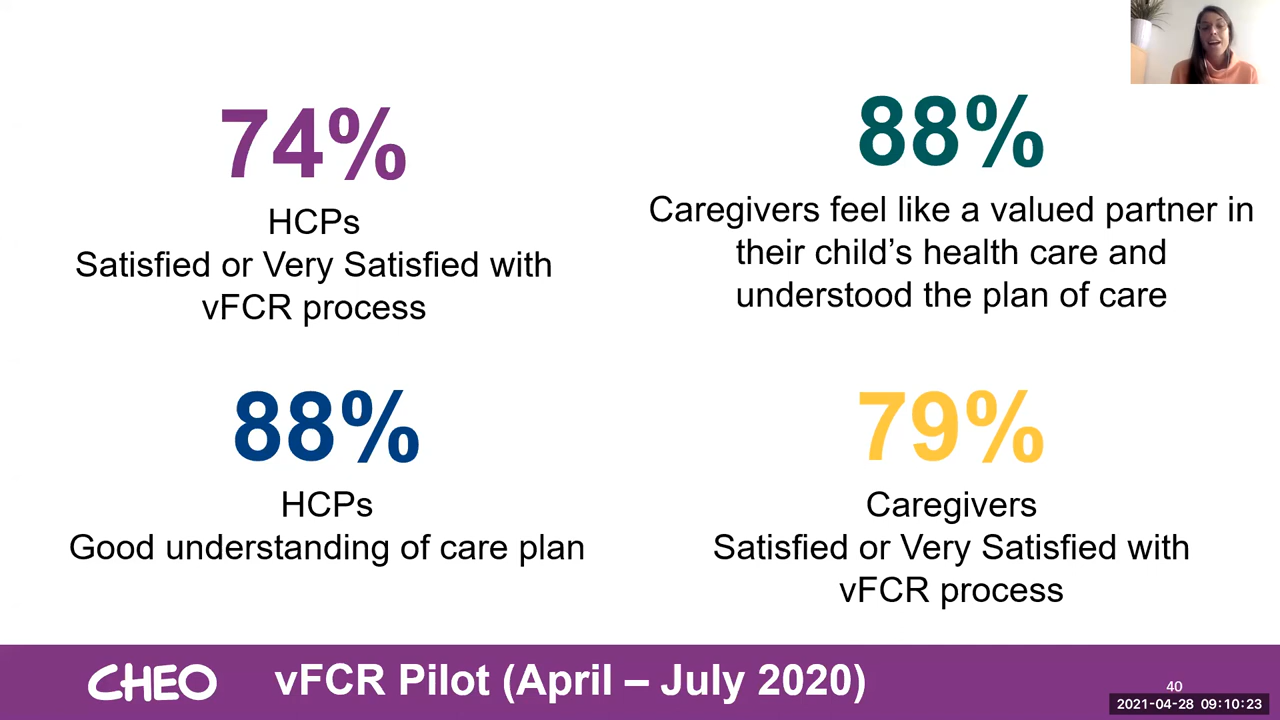 74%
HCPs
Satisfied or Very Satisfied with
vFCR process
88%
Caregivers feel like a valued partner in
their child’s health care and
understood the plan of care
88%
HCPs
Good understanding of care plan
79%
Caregivers
Satisfied or Very Satisfied with
vFCR process
CHEO
vFCR Pilot (April – July 2020)
40
2021-04-28 09:10:23